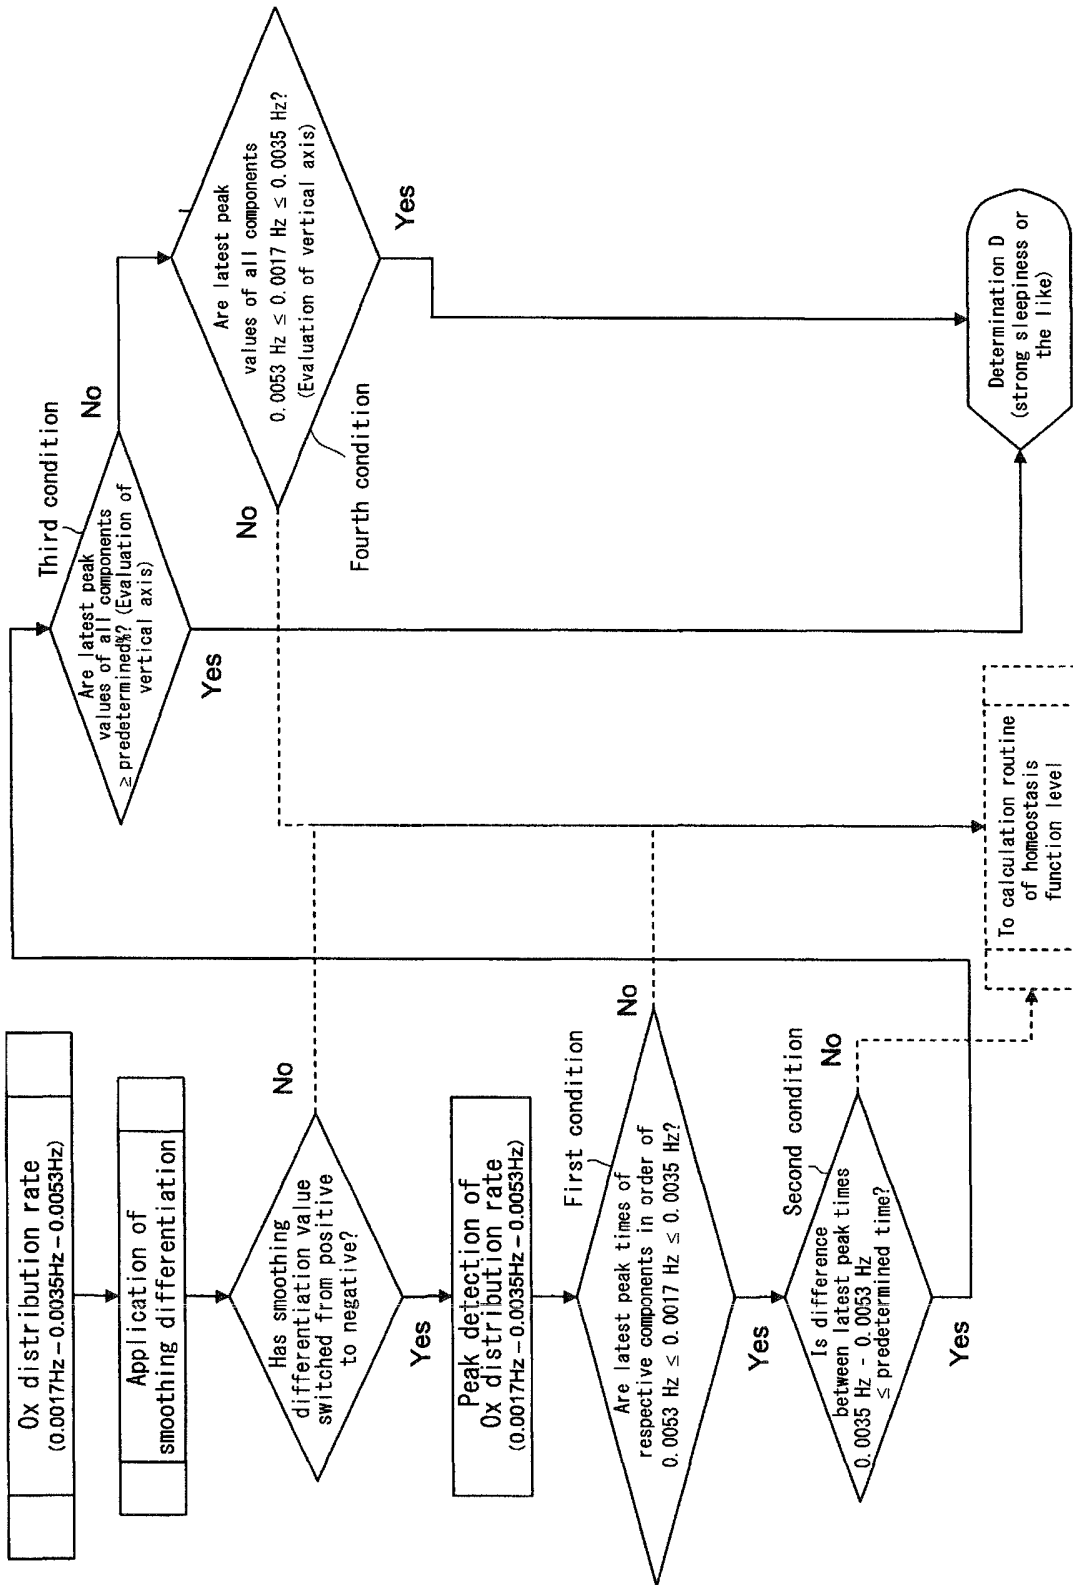 Ox distribution rate
(0.0017Hz－0.0035Hz－0.0053Hz)
Application of
smoothing differentiation
Has smoothing
differentiation value
switched from positive
to negative?
No
Yes
Peak detection of
Ox distribution rate
(0.0017Hz－0.0035Hz－0.0053Hz)
First condition
Are latest peak times of
respective components in order of
0.0053 Hz ≤ 0.0017 Hz ≤ 0.0035 Hz?
No
Yes
Second condition
Is difference
between latest peak times
0.0035 Hz - 0.0053 Hz
≤ predetermined time?
No
Yes
Third condition
Are latest peak
values of all components
≥ predetermined%? (Evaluation of
vertical axis)
No
Yes
Are latest peak
values of all components
0.0053 Hz ≤ 0.0017 Hz ≤ 0.0035 Hz?
(Evaluation of vertical axis)
Fourth condition
No
Yes
To calculation routine
of homeostasis
function level
Determination D
(strong sleepiness or
the like)